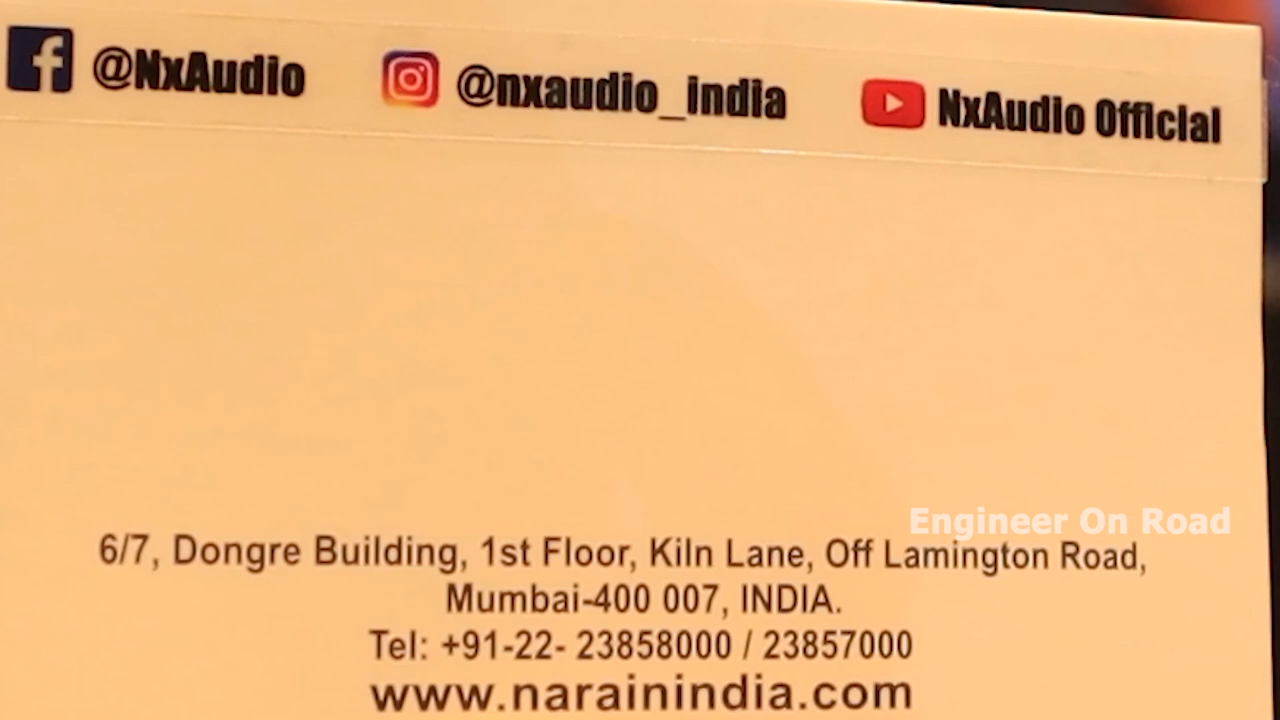 @NxAudio @nxaudio_india NxAudio Official
Engineer On Road
6/7, Dongre Building, 1st Floor, Kiln Lane, Off Lamington Road,
Mumbai-400 007, INDIA.
Tel: +91-22- 23858000 / 23857000
www.narainindia.com